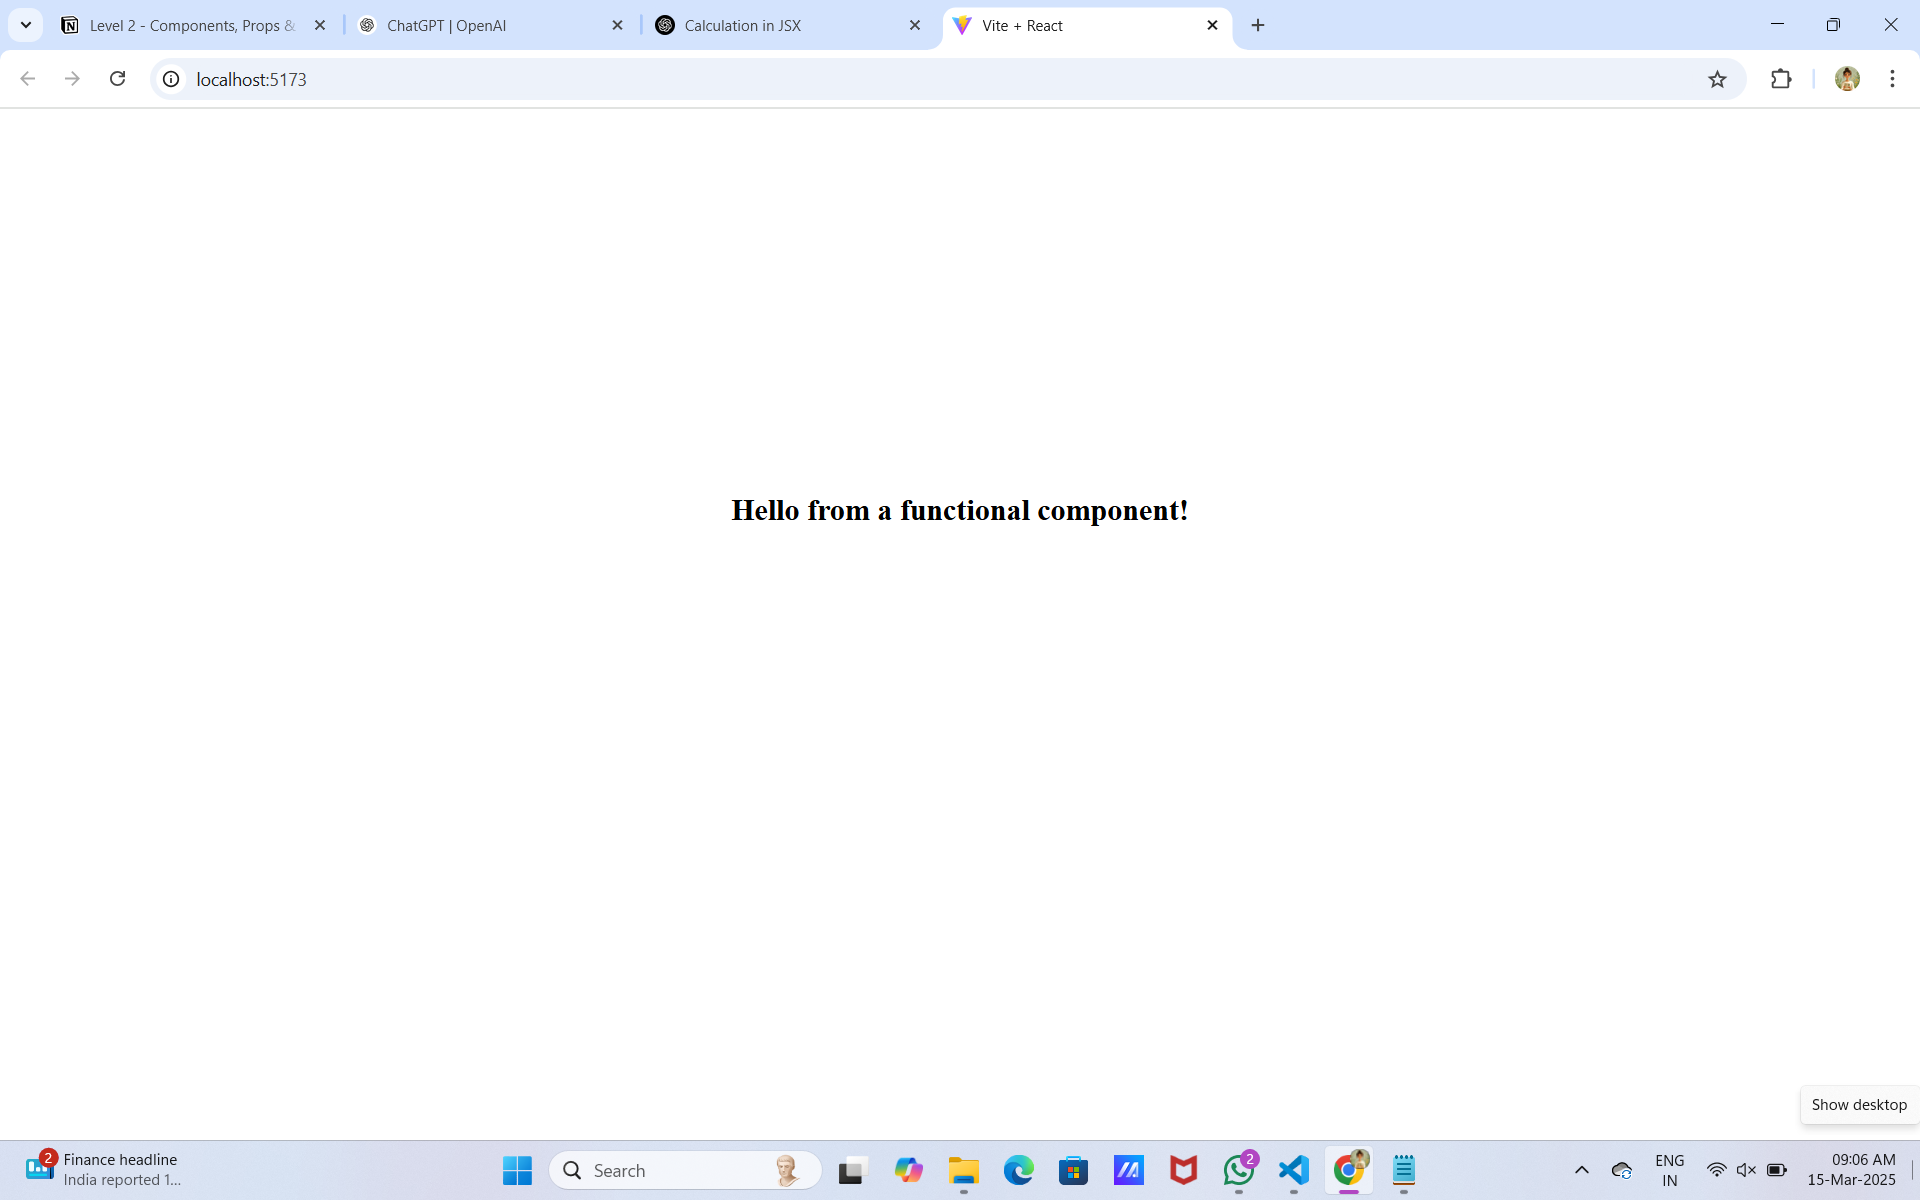 Level 2 - Components, Props &
ChatGPT | OpenAI
Calculation in JSX
Vite + React
localhost:5173
Hello from a functional component!
Show desktop
2
Finance headline
India reported 1...
Search
2
ENG
IN
09:06 AM
15-Mar-2025